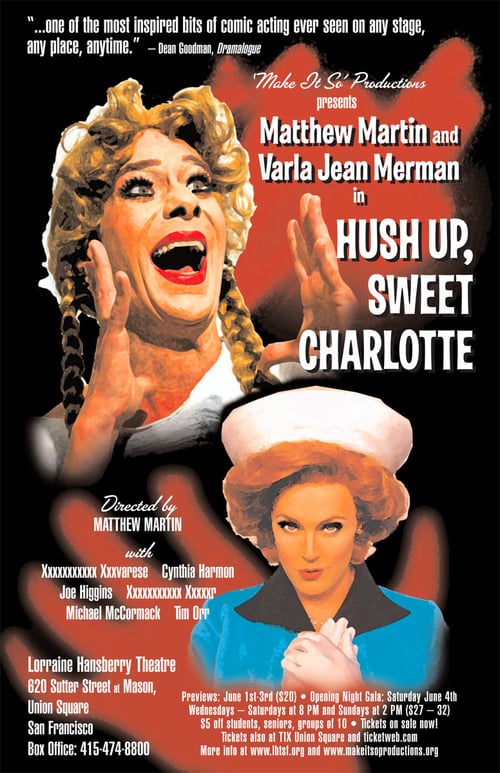 "...one of the most inspired bits of comic acting ever seen on any stage,
any place, anytime." – Dean Goodman, Dramalogue
'Make It So' Productions
presents
Matthew Martin and
Varla Jean Merman
in
HUSH UP,
SWEET
CHARLOTTE
Directed by
MATTHEW MARTIN
with
Xxxxxxxxxxx Xxxvarese Cynthia Harmon
Joe Higgins Xxxxxxxxxxx Xxxxxr
Michael McCormack Tim Orr
Lorraine Hansberry Theatre
620 Sutter Street at Mason,
Union Square
San Francisco
Box Office: 415-474-8800
Previews: June 1st-3rd ($20) • Opening Night Gala: Saturday June 4th
Wednesdays – Saturdays at 8 PM and Sundays at 2 PM ($27 – 32)
$5 off students, seniors, groups of 10 • Tickets on sale now!
Tickets also at TIX Union Square and ticketweb.com
More info at www.lhtsf.org and www.makeitsoproductions.org